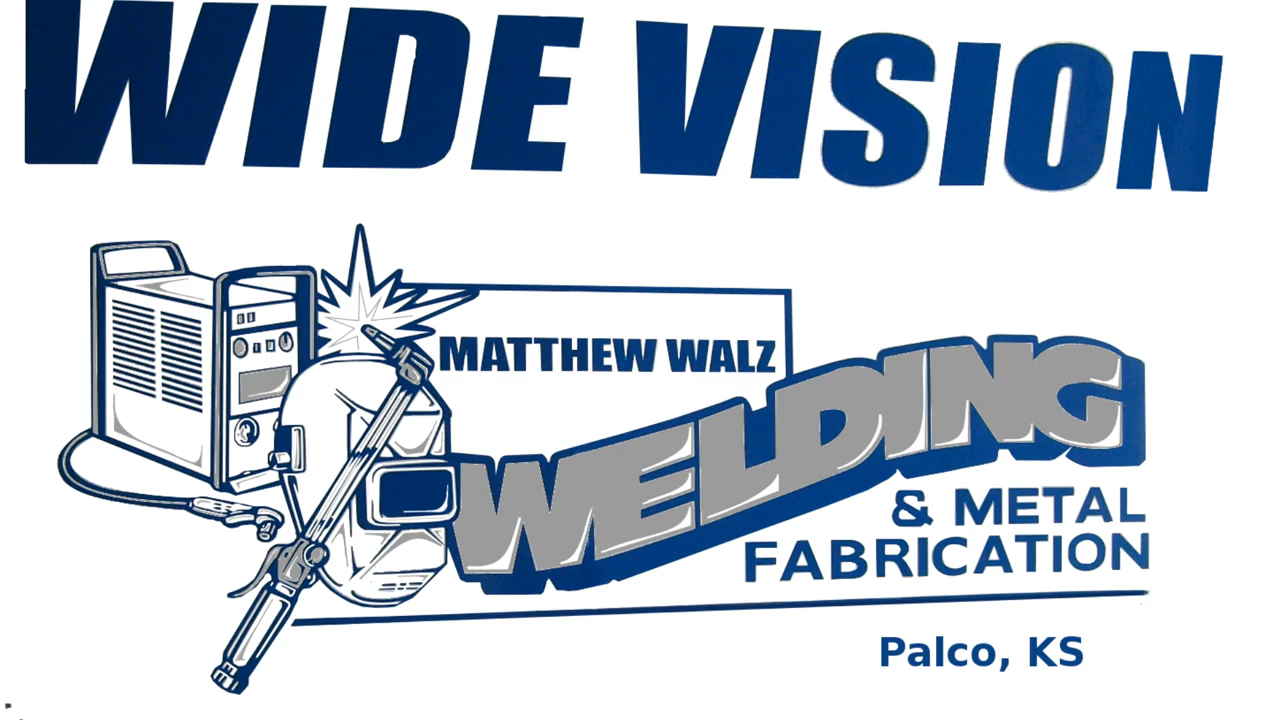 WIDE VISION
MATTHEW WALZ
WELDING
& METAL
FABRICATION
Palco, KS